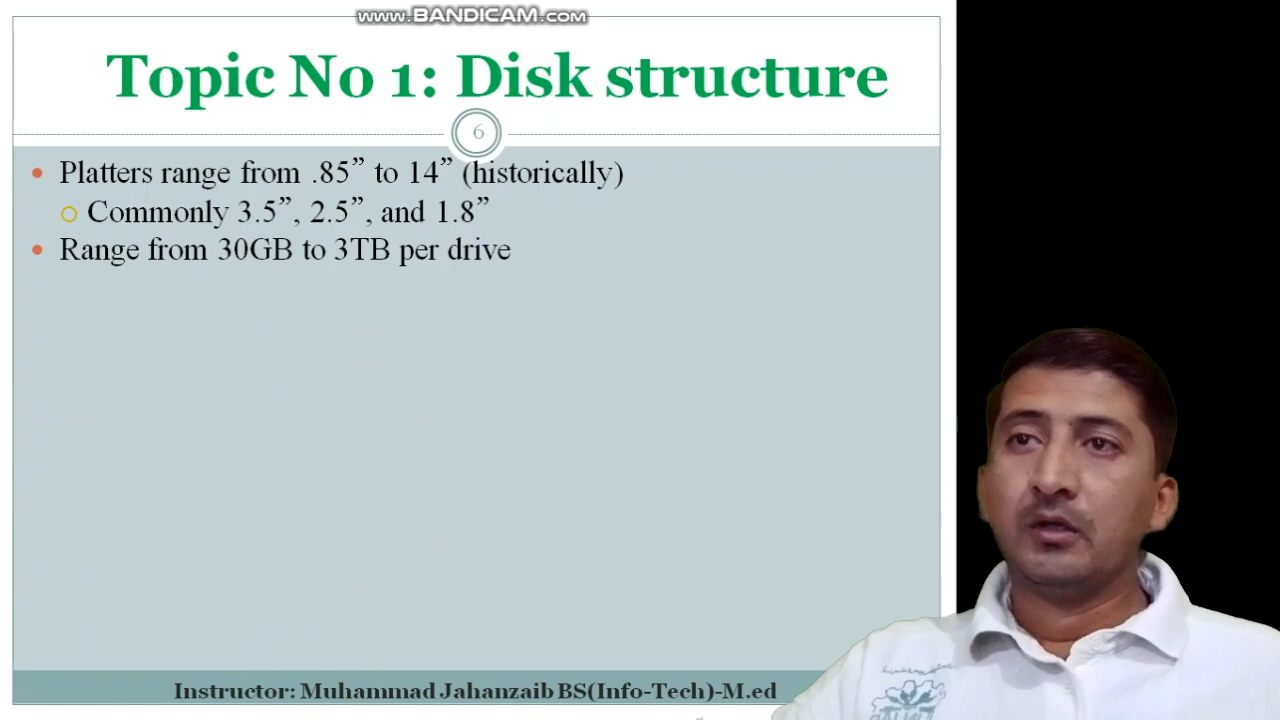 www.BANDICAM.com
Topic No 1: Disk structure
6
• Platters range from .85” to 14” (historically)
o Commonly 3.5”, 2.5”, and 1.8”
• Range from 30GB to 3TB per drive
Instructor: Muhammad Jahanzaib BS(Info-Tech)-M.ed